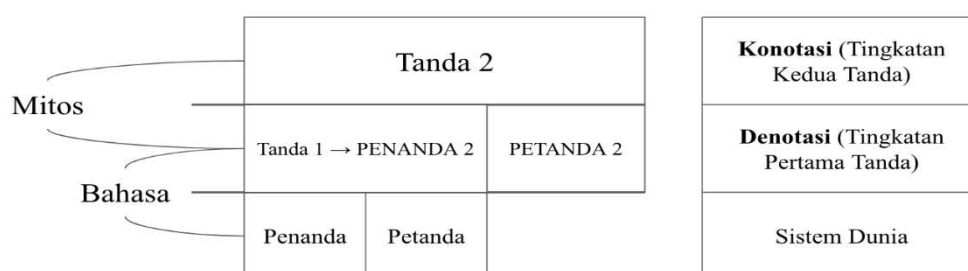 Tanda 2
Konotasi (Tingkatan
Kedua Tanda)
Mitos
Tanda 1 → PENANDA 2
PETANDA 2
Denotasi (Tingkatan
Pertama Tanda)
Bahasa
Penanda
Petanda
Sistem Dunia